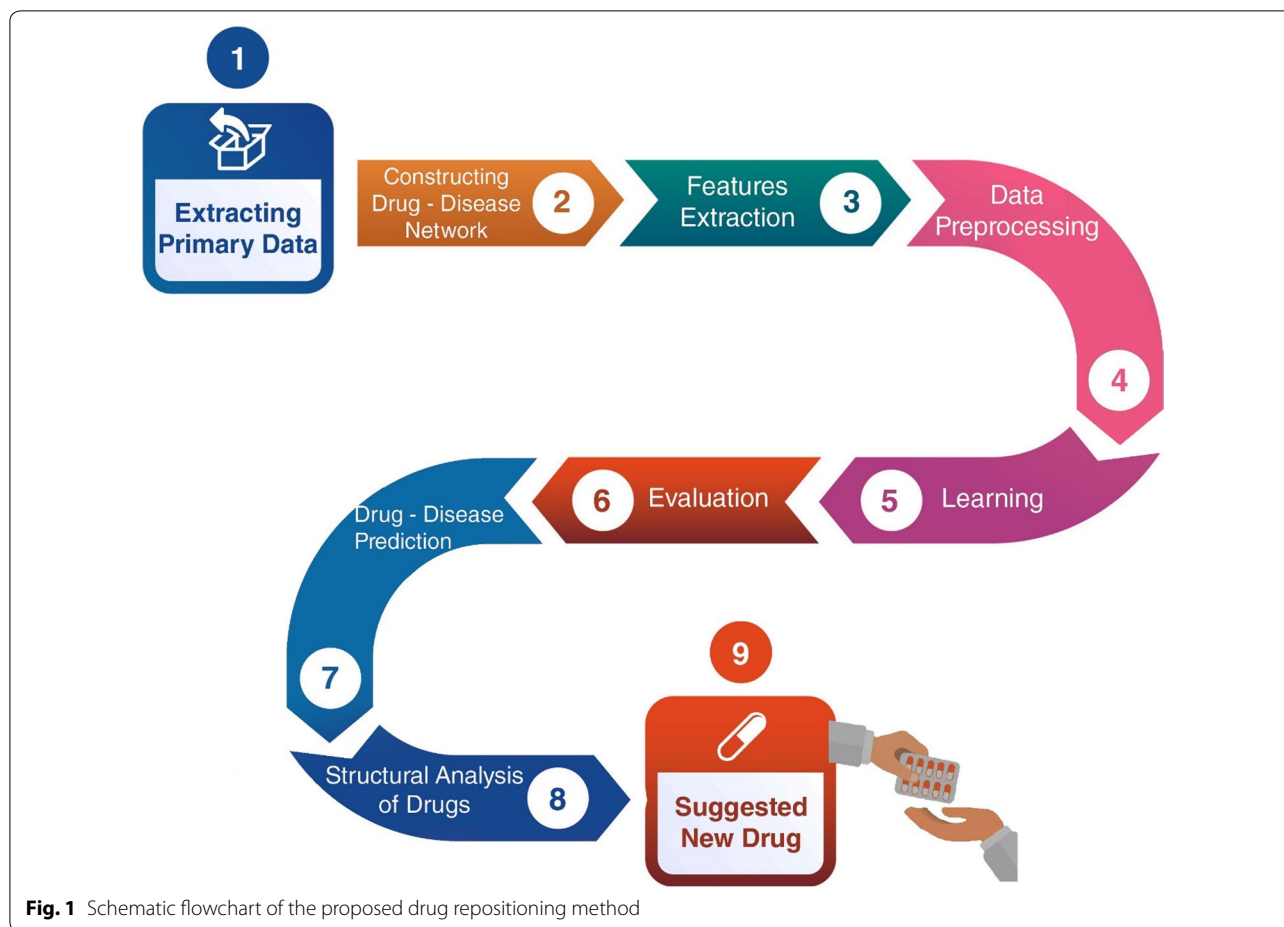 1
Extracting
Primary Data
Constructing
Drug - Disease
Network
2
Features
Extraction
3
Data
Preprocessing
4
5
Learning
6
Evaluation
Drug - Disease
Prediction
7
Structural Analysis
of Drugs
8
9
Suggested
New Drug
Fig. 1 Schematic flowchart of the proposed drug repositioning method